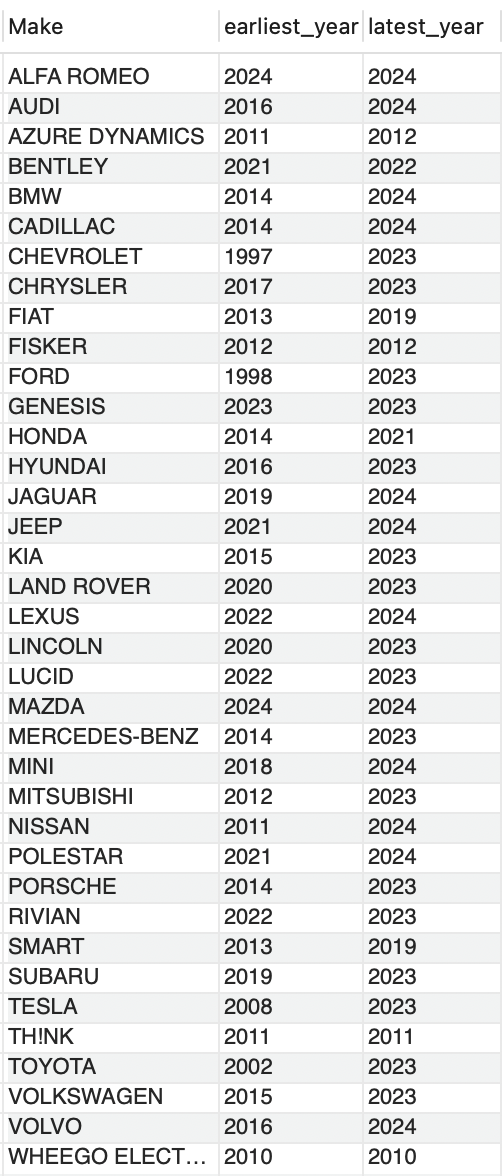 Make earliest_year latest_year
ALFA ROMEO 2024 2024
AUDI 2016 2024
AZURE DYNAMICS 2011 2012
BENTLEY 2021 2022
BMW 2014 2024
CADILLAC 2014 2024
CHEVROLET 1997 2023
CHRYSLER 2017 2023
FIAT 2013 2019
FISKER 2012 2012
FORD 1998 2023
GENESIS 2023 2023
HONDA 2014 2021
HYUNDAI 2016 2023
JAGUAR 2019 2024
JEEP 2021 2024
KIA 2015 2023
LAND ROVER 2020 2023
LEXUS 2022 2024
LINCOLN 2020 2023
LUCID 2022 2023
MAZDA 2024 2024
MERCEDES-BENZ 2014 2023
MINI 2018 2024
MITSUBISHI 2012 2023
NISSAN 2011 2024
POLESTAR 2021 2024
PORSCHE 2014 2023
RIVIAN 2022 2023
SMART 2013 2019
SUBARU 2019 2023
TESLA 2008 2023
TH!NK 2011 2011
TOYOTA 2002 2023
VOLKSWAGEN 2015 2023
VOLVO 2016 2024
WHEEGO ELECT... 2010 2010